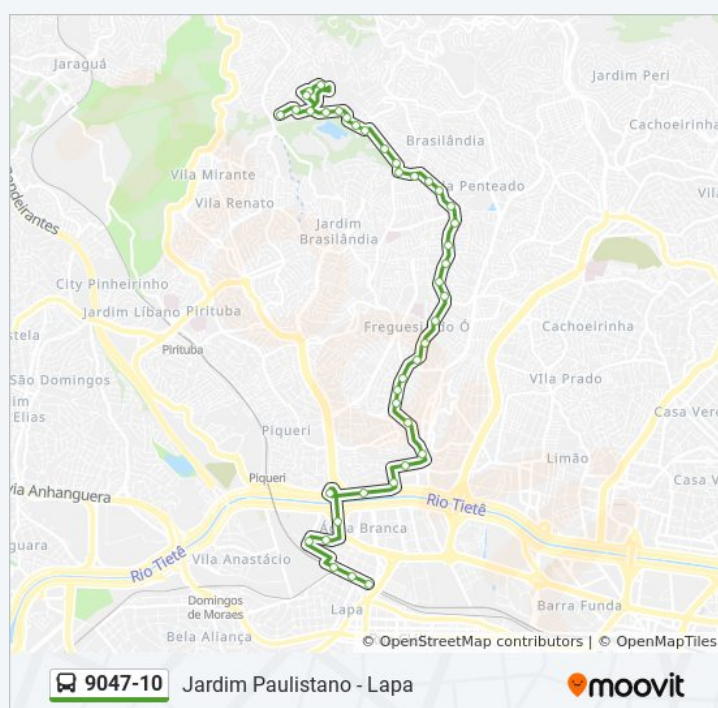 Jaraguá
Jardim Peri
Cachoeirinha
Brasilândia
Vila Mirante
Penteado
Vila Renato
Jardim
Brasilândia
City Pinheirinho
Jardim Líbano
Pirituba
Pirituba
Freguesia do Ó
Cachoeirinha
São Domingos
Elias
Vila Prado
Casa Verd
Piqueri
Limão
Piqueri
Casa V
via Anhanguera
Rio Tietê
Água Branca
guara
Vila Anastácio
Rio Tietê
Domingos
de Moraes
Lapa
Barra Funda
Bela Aliança
© OpenStreetMap contributors | © OpenMapTiles
9047-10 Jardim Paulistano - Lapa
moovit